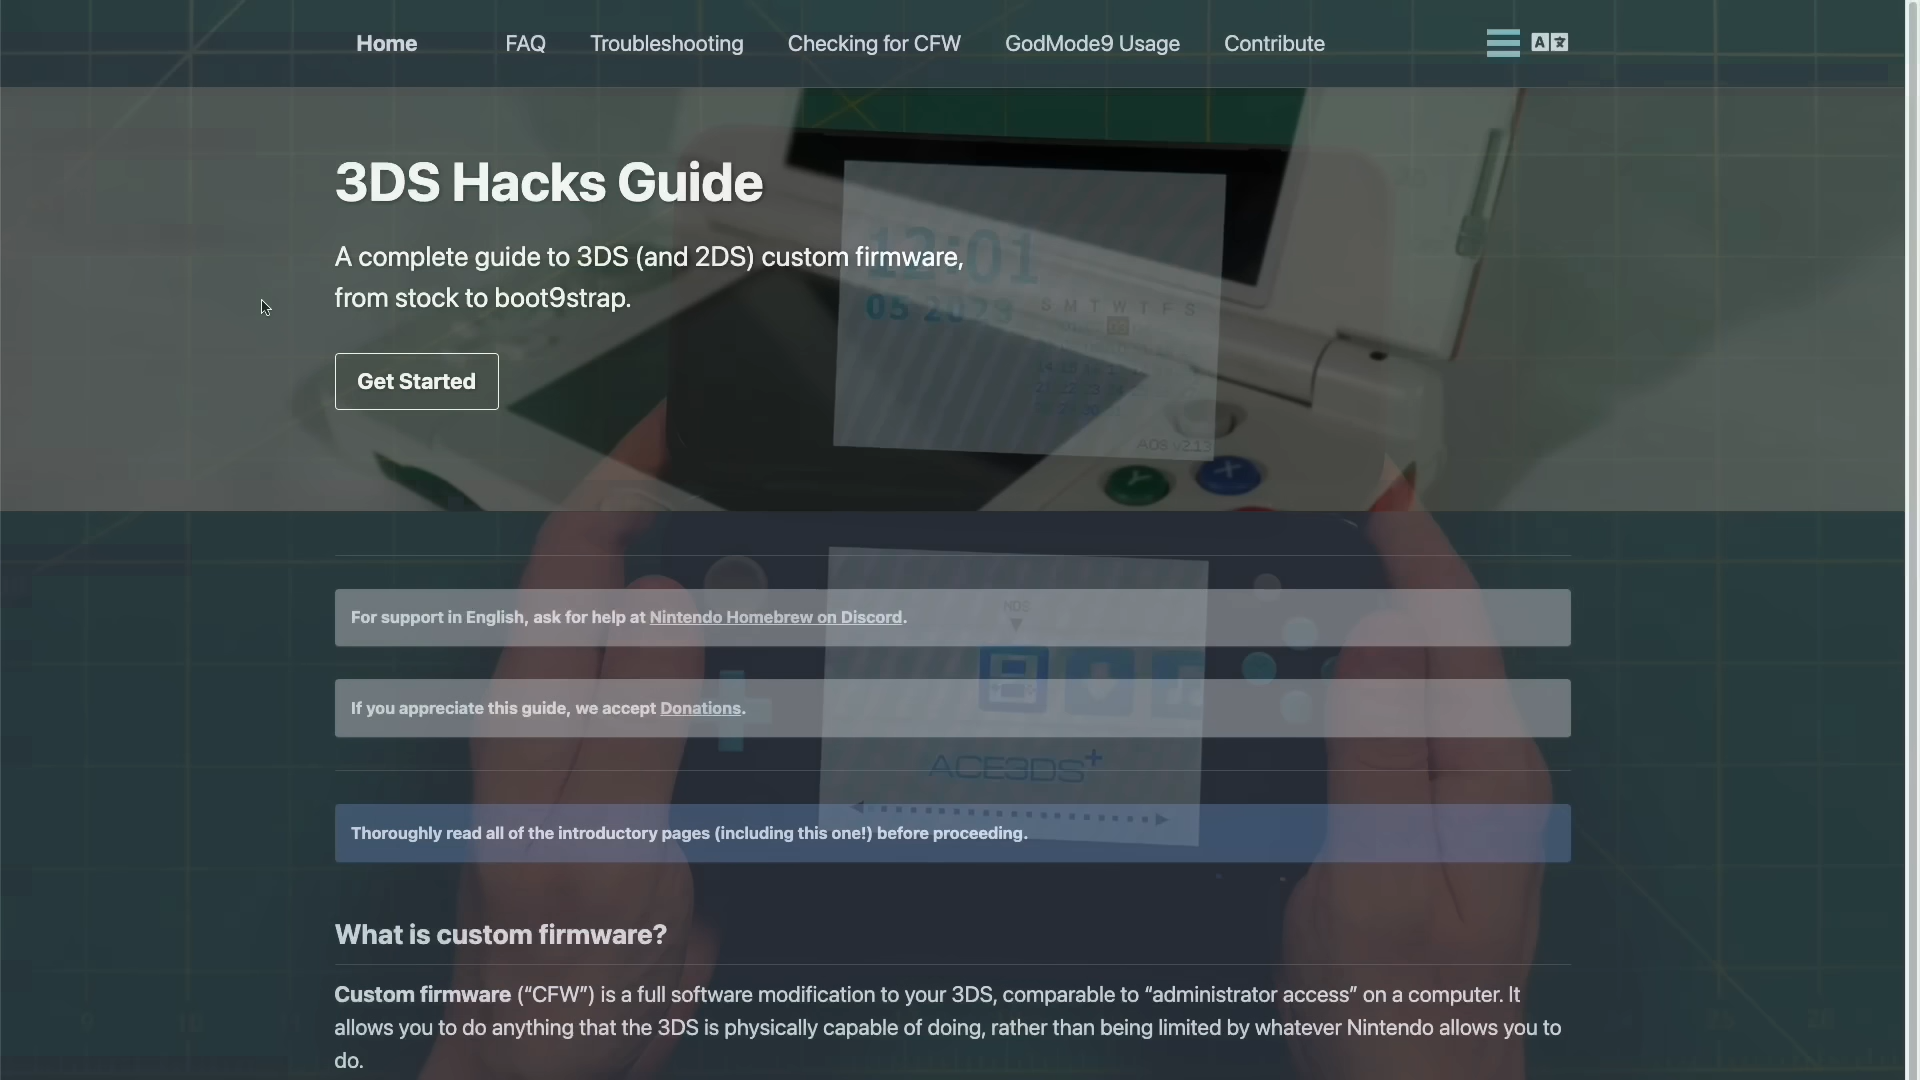 Home
FAQ
Troubleshooting
Checking for CFW
GodMode9 Usage
Contribute
3DS Hacks Guide
A complete guide to 3DS (and 2DS) custom firmware,
from stock to boot9strap.
Get Started
12:01
05
S M T W T F S
AOS
For support in English, ask for help at Nintendo Homebrew on Discord.
If you appreciate this guide, we accept Donations.
ACE3DS+
Thoroughly read all of the introductory pages (including this one!) before proceeding.
What is custom firmware?
Custom firmware (“CFW”) is a full software modification to your 3DS, comparable to “administrator access” on a computer. It
allows you to do anything that the 3DS is physically capable of doing, rather than being limited by whatever Nintendo allows you to
do.